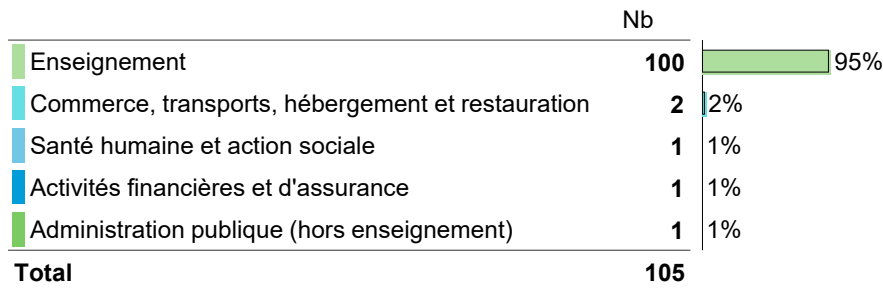 Nb
Enseignement 100 95%
Commerce, transports, hébergement et restauration 2 2%
Santé humaine et action sociale 1 1%
Activités financières et d'assurance 1 1%
Administration publique (hors enseignement) 1 1%
Total 105